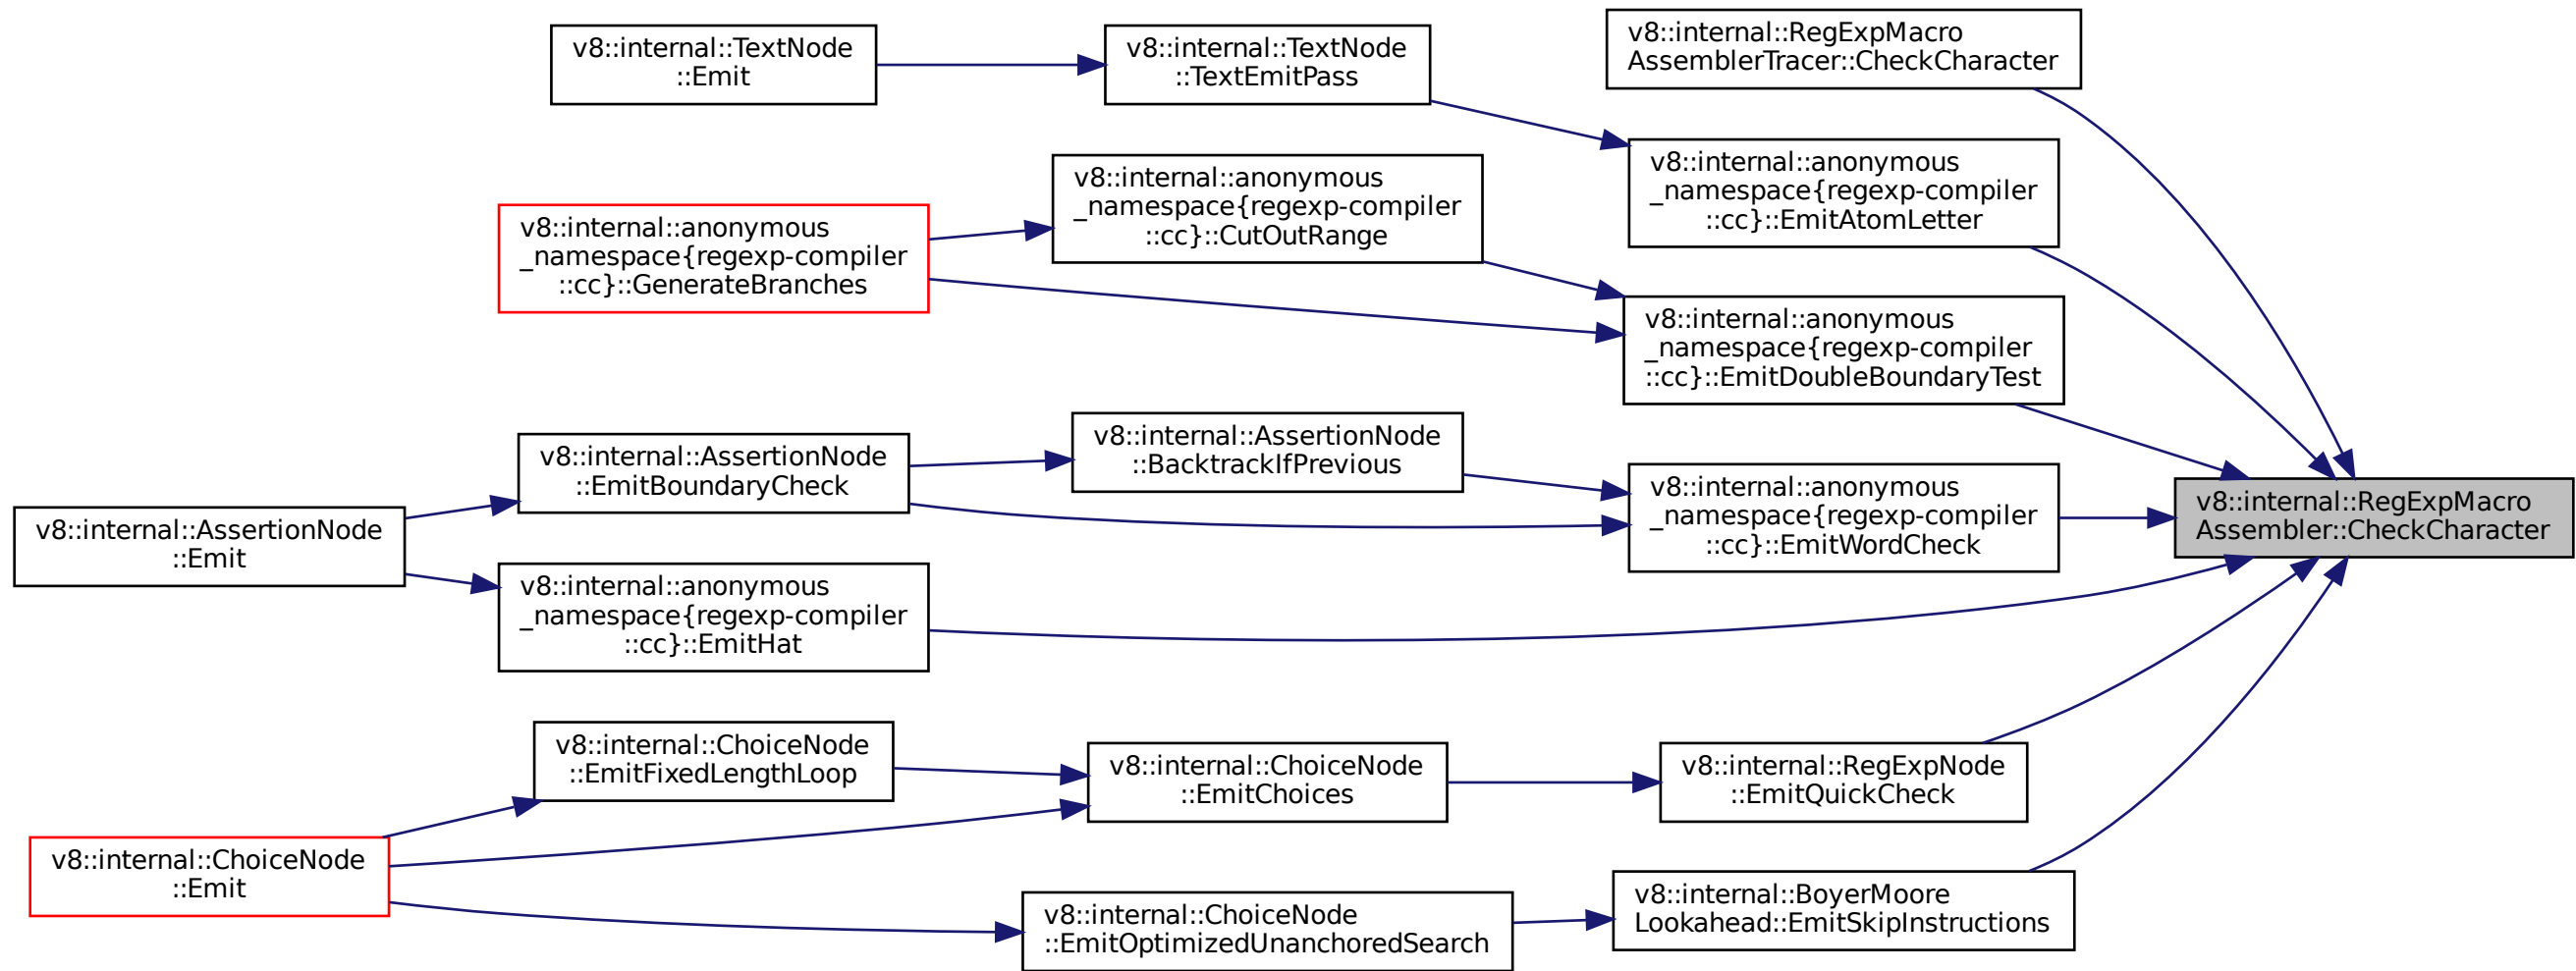 v8::internal::RegExpMacro
AssemblerTracer::CheckCharacter
v8::internal::TextNode
::Emit
v8::internal::TextNode
::TextEmitPass
v8::internal::anonymous
_namespace{regexp-compiler
::cc}::EmitAtomLetter
v8::internal::anonymous
_namespace{regexp-compiler
::cc}::CutOutRange
v8::internal::anonymous
_namespace{regexp-compiler
::cc}::GenerateBranches
v8::internal::anonymous
_namespace{regexp-compiler
::cc}::EmitDoubleBoundaryTest
v8::internal::AssertionNode
::BacktrackIfPrevious
v8::internal::AssertionNode
::EmitBoundaryCheck
v8::internal::anonymous
_namespace{regexp-compiler
::cc}::EmitWordCheck
v8::internal::RegExpMacro
Assembler::CheckCharacter
v8::internal::AssertionNode
::Emit
v8::internal::anonymous
_namespace{regexp-compiler
::cc}::EmitHat
v8::internal::ChoiceNode
::EmitFixedLengthLoop
v8::internal::ChoiceNode
::EmitChoices
v8::internal::RegExpNode
::EmitQuickCheck
v8::internal::ChoiceNode
::Emit
v8::internal::BoyerMoore
Lookahead::EmitSkipInstructions
v8::internal::ChoiceNode
::EmitOptimizedUnanchoredSearch